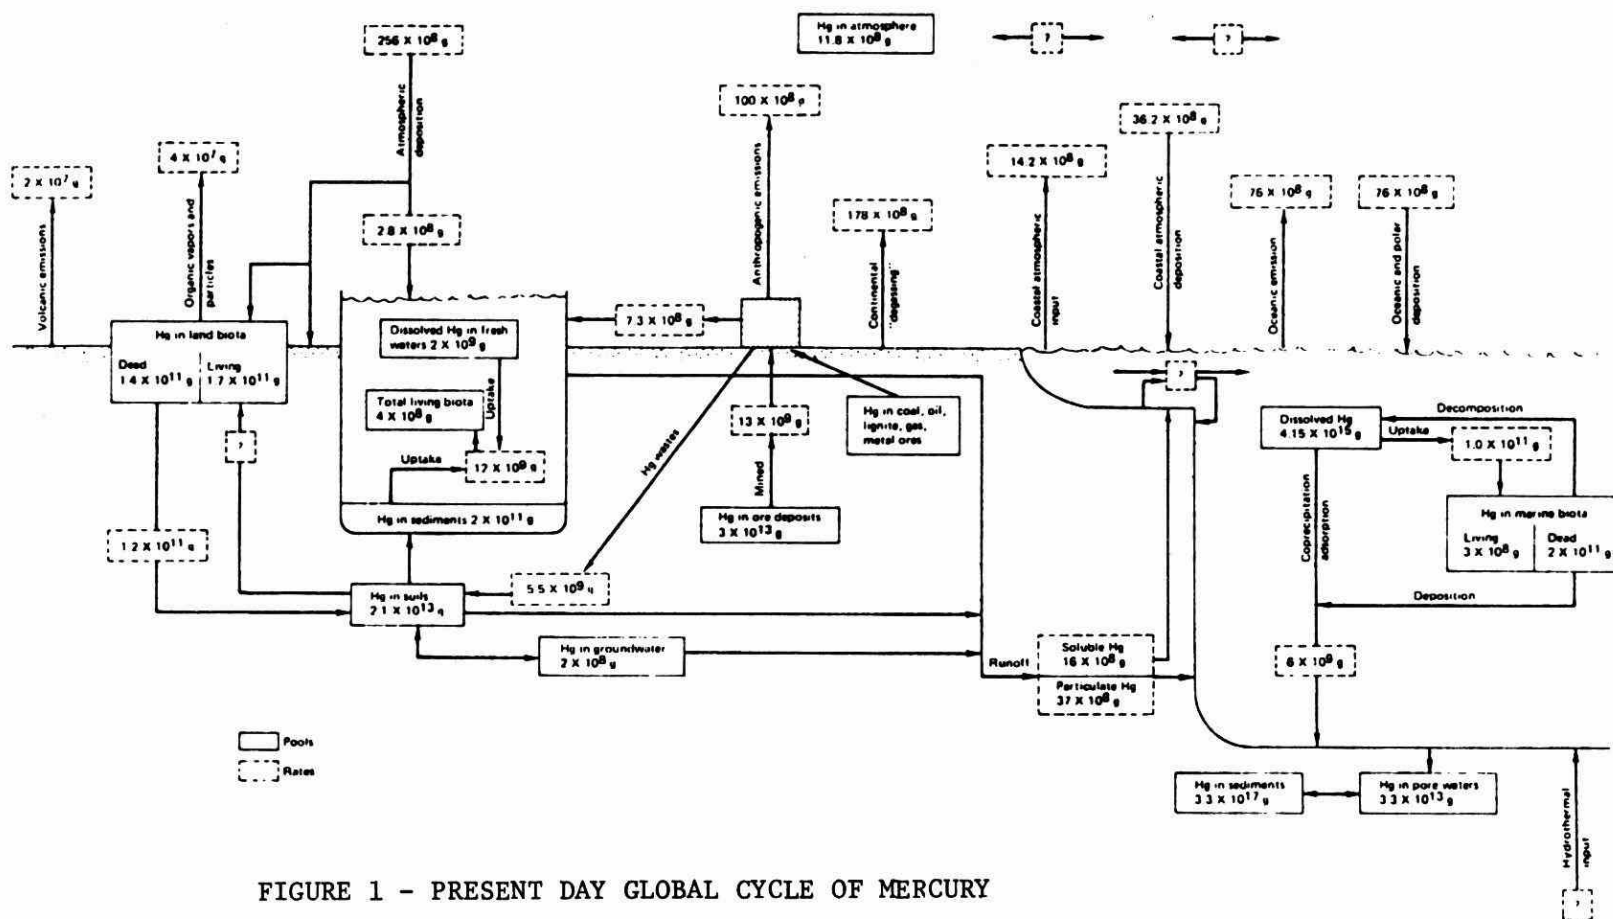 256 X 10⁸ g
Hg in atmosphere
11.8 X 10⁸ g
?
?
Atmospheric
deposition
100 X 10⁸ g
36.2 X 10⁸ g
4 X 10⁷ g
14.2 X 10⁸ g
2 X 10⁷ g
178 X 10⁸ g
76 X 10⁸ g
76 X 10⁸ g
2.8 X 10⁸ g
Volcanic emissions
Organic vapors and
particles
Anthropogenic emissions
Continental
degassing
Coastal atmospheric
input
Coastal atmospheric
deposition
Oceanic emission
Oceanic and polar
deposition
Hg in land biota
Dead
1.4 X 10¹¹ g
Living
1.7 X 10¹¹ g
Dissolved Hg in fresh
waters 2 X 10⁹ g
7.3 X 10⁸ g
Uptake
Total living biota
4 X 10⁸ g
Uptake
12 X 10⁹ g
Hg in sediments 2 X 10¹¹ g
?
Hg wastes
13 X 10⁹ g
Mined
Hg in coal, oil,
lignite, gas,
metal ores
Hg in ore deposits
3 X 10¹³ g
?
Dissolved Hg
4.15 X 10¹⁵ g
Decomposition
Uptake
1.0 X 10¹¹ g
Hg in marine biota
Living
3 X 10⁸ g
Dead
2 X 10¹¹ g
Coprecipitation
adsorption
Deposition
1.2 X 10¹¹ g
Hg in soils
2.1 X 10¹³ g
5.5 X 10⁹ g
Hg in groundwater
2 X 10⁸ g
Runoff
Soluble Hg
16 X 10⁸ g
Particulate Hg
37 X 10⁸ g
6 X 10⁹ g
Pools
Rates
Hg in sediments
3.3 X 10¹⁷ g
Hg in pore waters
3.3 X 10¹³ g
Hydrothermal
input
?
FIGURE 1 - PRESENT DAY GLOBAL CYCLE OF MERCURY